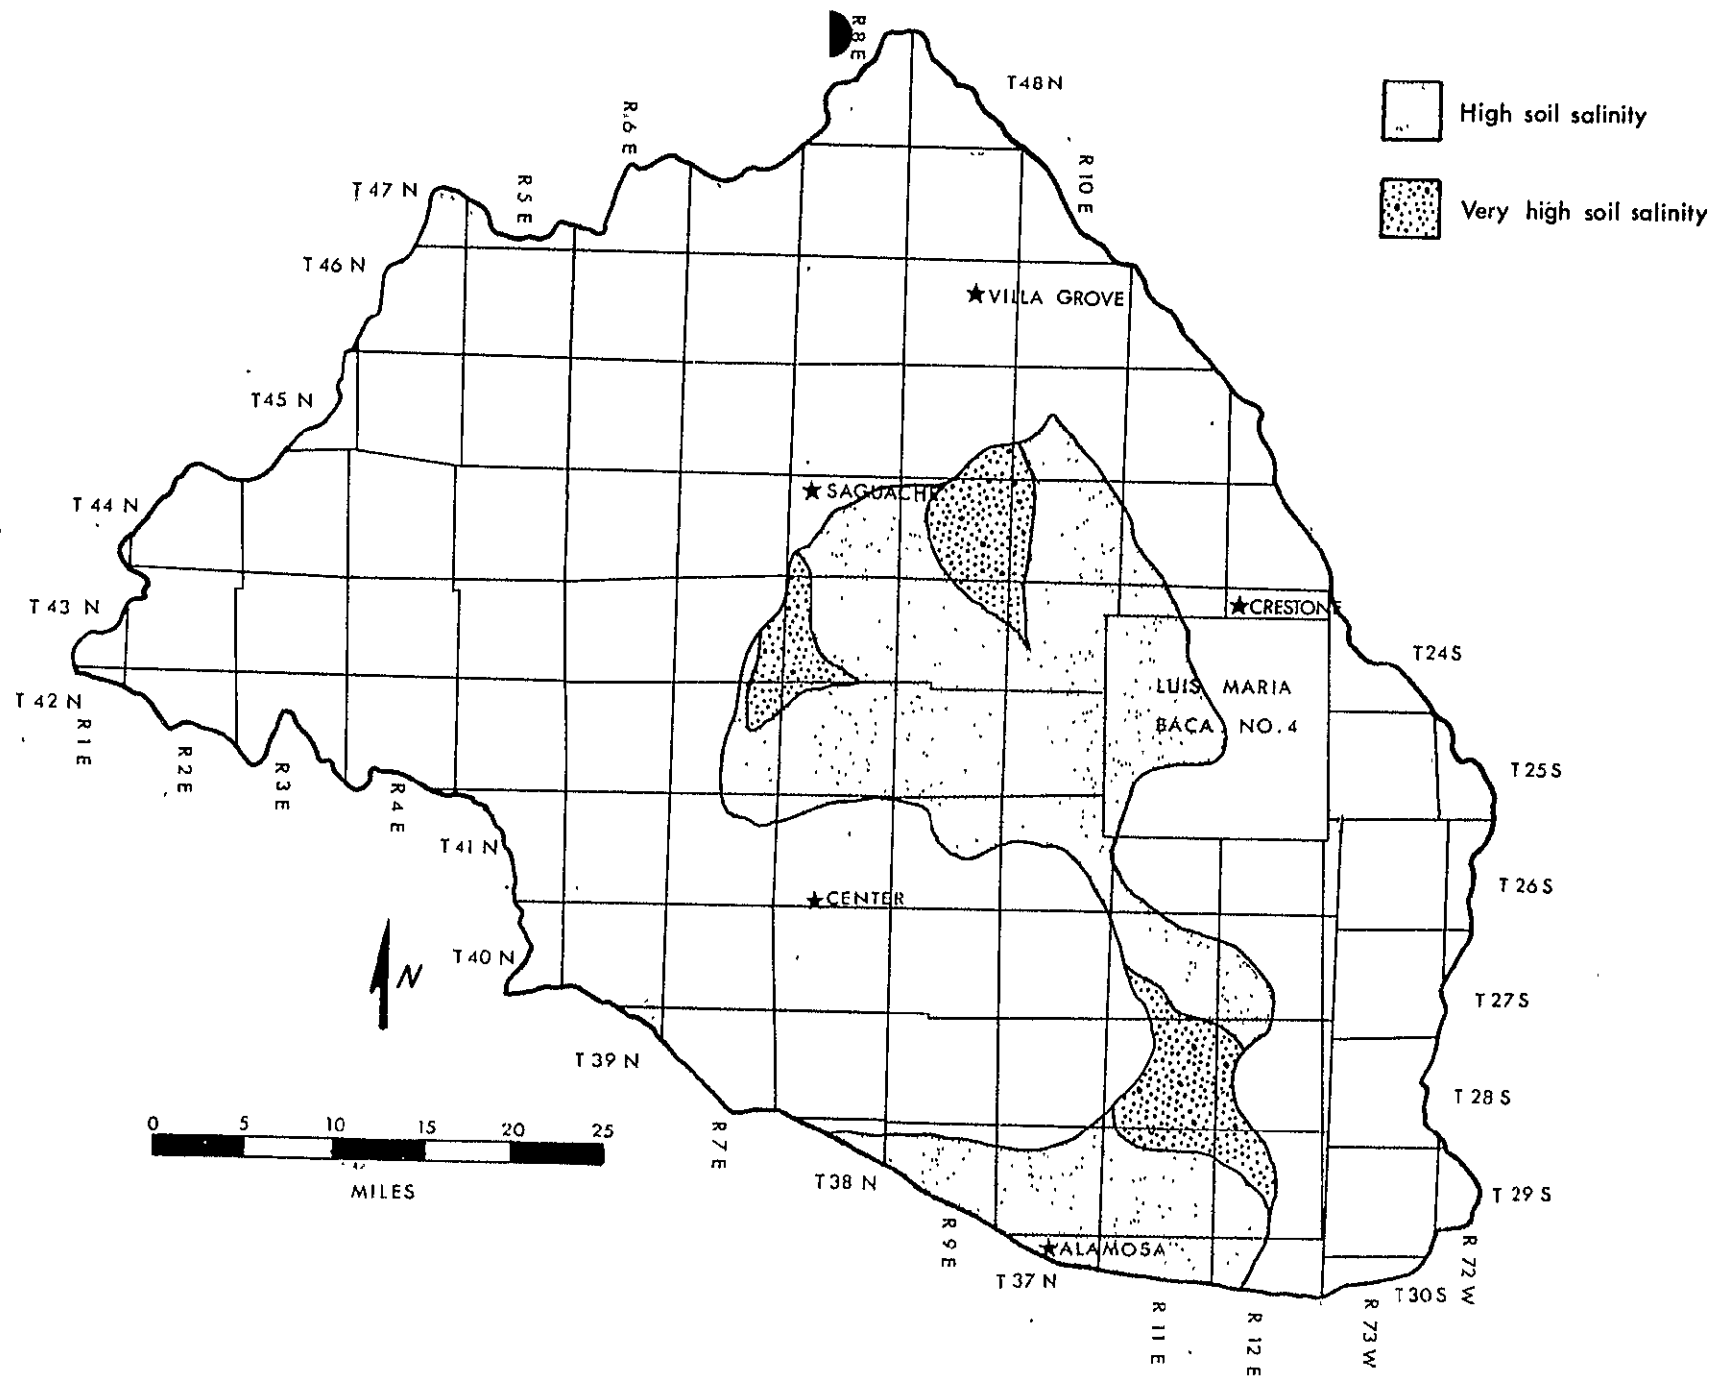 R8E
T48N
High soil salinity
R6E
T47N
R5E
R10E
Very high soil salinity
T46N
VILLA GROVE
T45N
T44N
SAGUACHE
T43N
CRESTONE
T24S
T42N
LUIS MARIA
BACA NO.4
R1E
R2E
R3E
R4E
T25S
T41N
T26S
CENTER
T40N
N
T27S
T39N
T28S
0 5 10 15 20 25
MILES
R7E
T38N
T29S
R9E
ALAMOSA
T37N
R72W
T30S
R11E
R12E
R73W